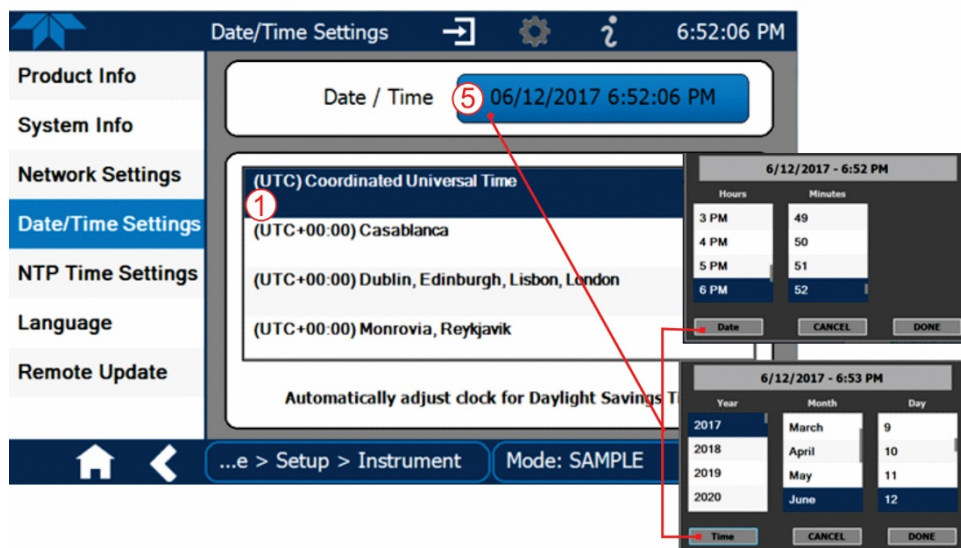 Date/Time Settings
6:52:06 PM
Product Info
System Info
Network Settings
Date/Time Settings
NTP Time Settings
Language
Remote Update
Date / Time
5
06/12/2017 6:52:06 PM
(UTC) Coordinated Universal Time
1
(UTC+00:00) Casablanca
(UTC+00:00) Dublin, Edinburgh, Lisbon, London
(UTC+00:00) Monrovia, Reykjavik
Automatically adjust clock for Daylight Savings T
...e > Setup > Instrument
Mode: SAMPLE
6/12/2017 - 6:52 PM
Hours Minutes
3 PM 49
4 PM 50
5 PM 51
6 PM 52
Date CANCEL DONE
6/12/2017 - 6:53 PM
Year Month Day
2017 March 9
2018 April 10
2019 May 11
2020 June 12
Time CANCEL DONE